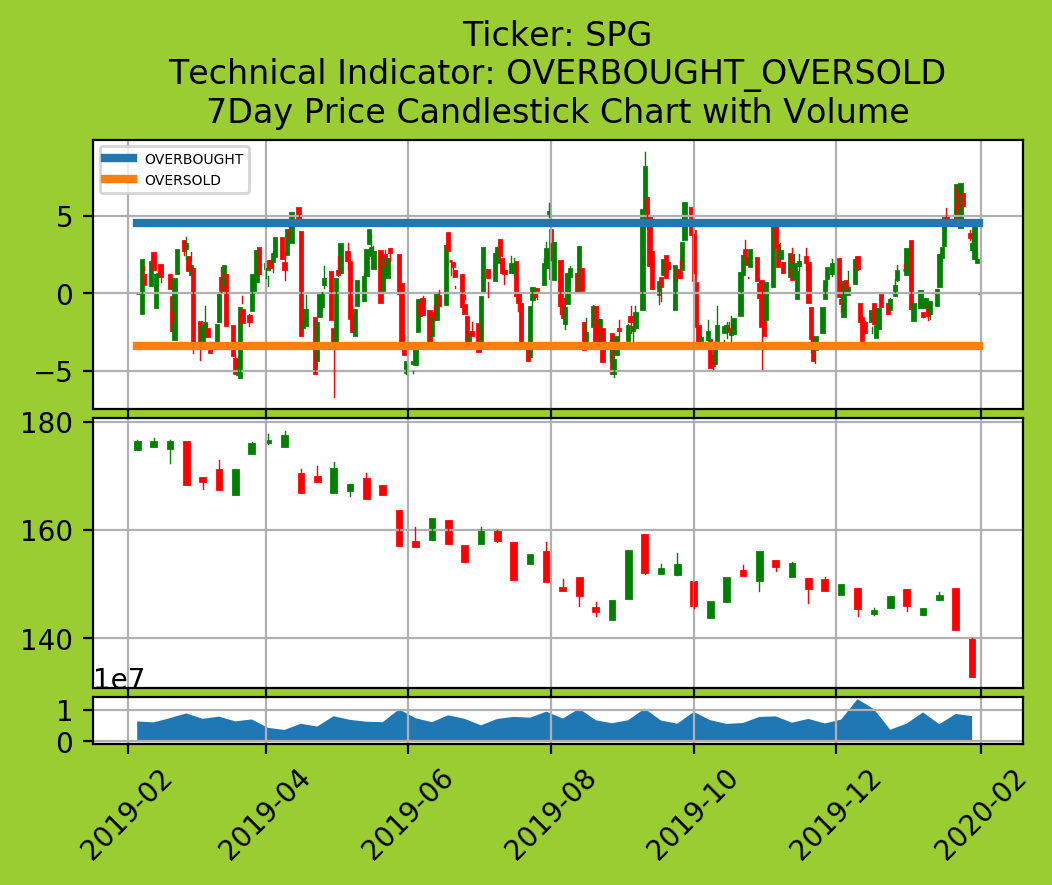 Ticker: SPG
Technical Indicator: OVERBOUGHT_OVERSOLD
7Day Price Candlestick Chart with Volume
OVERBOUGHT
OVERSOLD
5
0
−5
180
160
140
1e7
1
0
2019-02
2019-04
2019-06
2019-08
2019-10
2019-12
2020-02